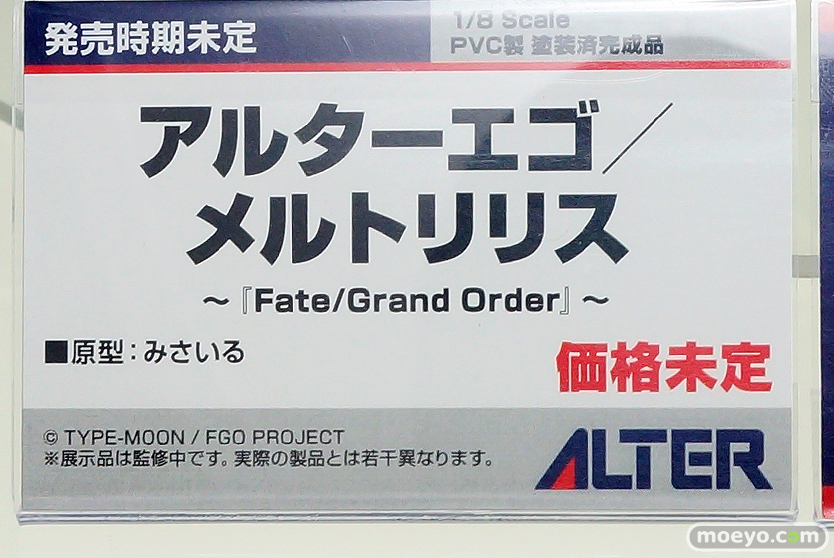 発売時期未定
1/8 Scale
PVC製 塗装済完成品
アルターエゴ／
メルトリリス
～『Fate/Grand Order』～
■原型：みさいる
価格未定
© TYPE-MOON / FGO PROJECT
※展示品は監修中です。実際の製品とは若干異なります。
ALTER
moeyo.com